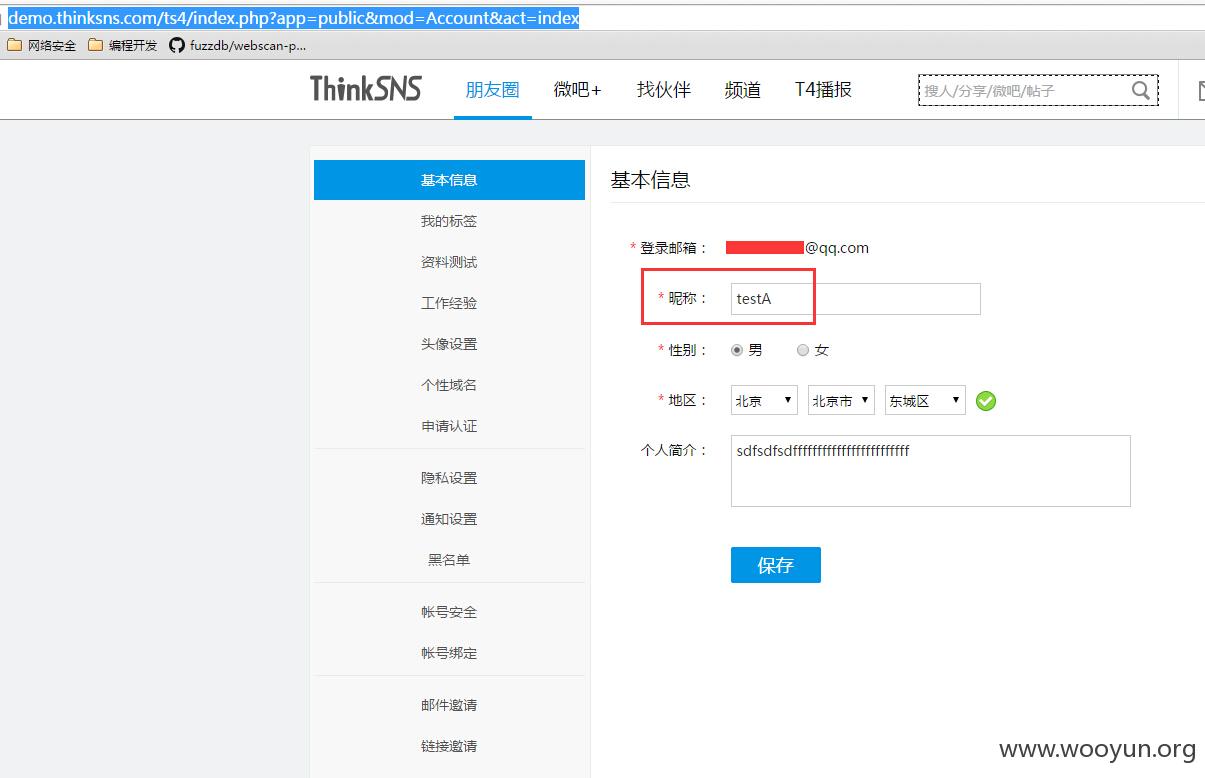 demo.thinksns.com/ts4/index.php?app=public&mod=Account&act=index
网络安全 编程开发 fuzzdb/webscan-p...
ThinkSNS 朋友圈 微吧+ 找伙伴 频道 T4播报 搜人/分享/微吧/帖子
基本信息
我的标签
资料测试
工作经验
头像设置
个性域名
申请认证
隐私设置
通知设置
黑名单
帐号安全
帐号绑定
邮件邀请
链接邀请
基本信息
* 登录邮箱： @qq.com
* 昵称： testA
* 性别： 男 女
* 地区： 北京 北京市 东城区
个人简介： sdfsdfsdffffffffffffffffffffffff
保存
www.wooyun.org